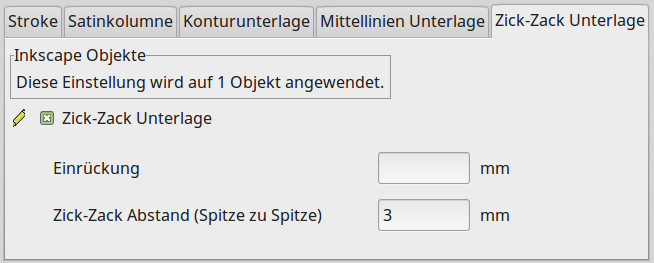 Stroke Satinkolumne Konturunterlage Mittellinien Unterlage Zick-Zack Unterlage
Inkscape Objekte
Diese Einstellung wird auf 1 Objekt angewendet.
Zick-Zack Unterlage
Einrückung mm
Zick-Zack Abstand (Spitze zu Spitze) 3 mm